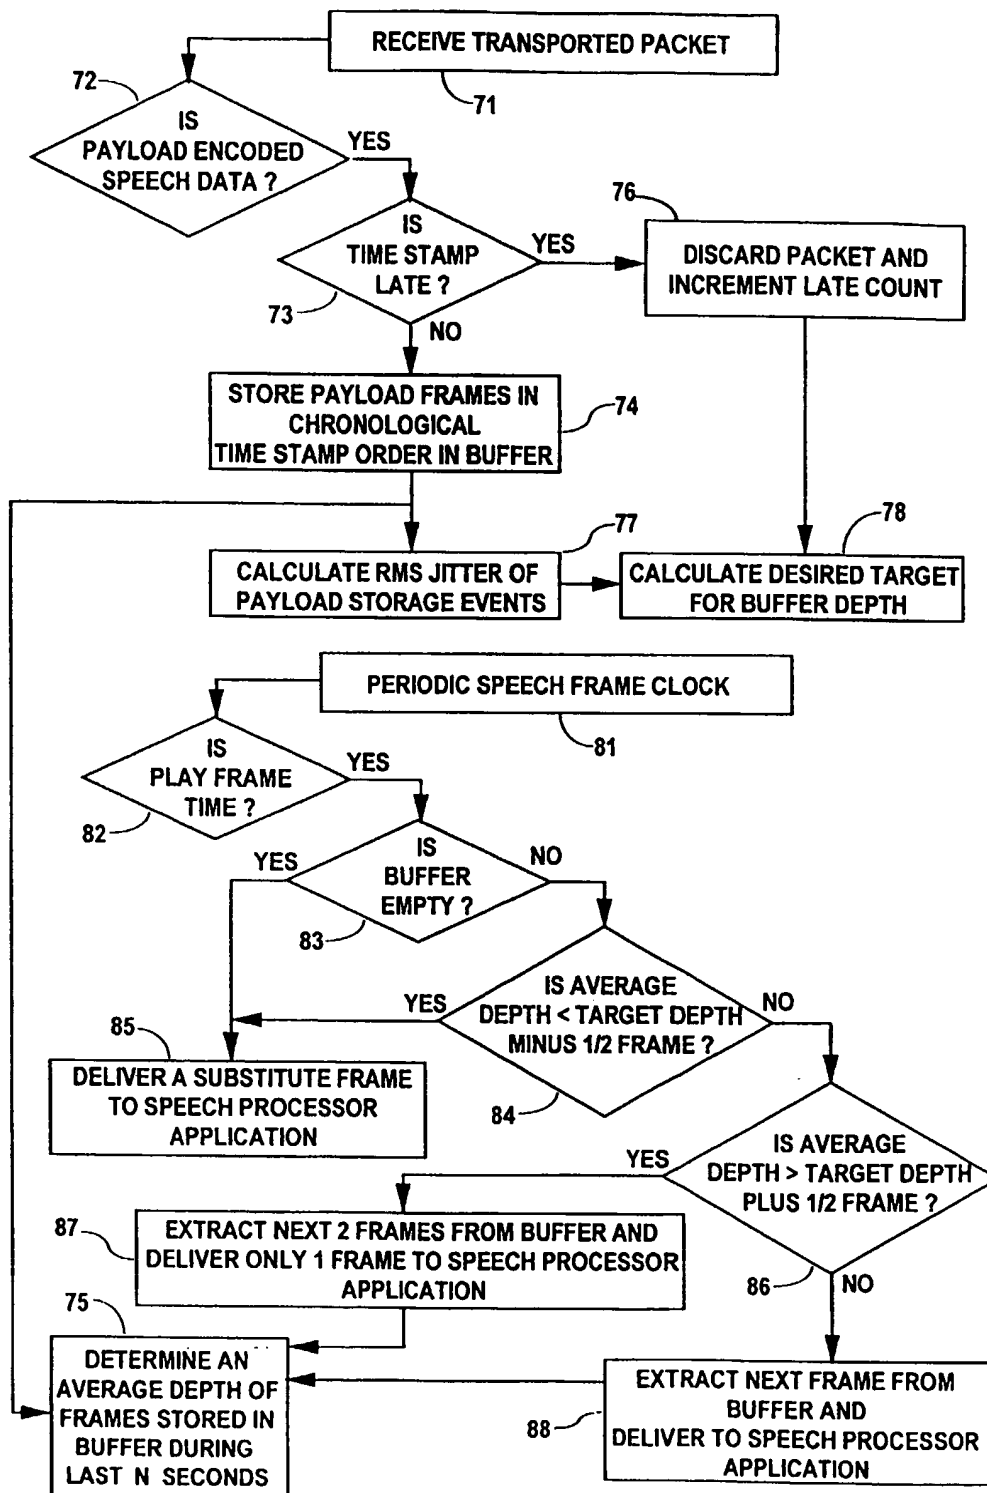 RECEIVE TRANSPORTED PACKET
71
72
IS
PAYLOAD ENCODED
SPEECH DATA ?
YES
IS
TIME STAMP
LATE ?
73
YES
NO
76
DISCARD PACKET AND
INCREMENT LATE COUNT
STORE PAYLOAD FRAMES IN
CHRONOLOGICAL
TIME STAMP ORDER IN BUFFER
74
77
CALCULATE RMS JITTER OF
PAYLOAD STORAGE EVENTS
78
CALCULATE DESIRED TARGET
FOR BUFFER DEPTH
PERIODIC SPEECH FRAME CLOCK
81
IS
PLAY FRAME
TIME ?
82
YES
IS
BUFFER
EMPTY ?
83
YES
NO
IS AVERAGE
DEPTH < TARGET DEPTH
MINUS 1/2 FRAME ?
84
YES
NO
85
DELIVER A SUBSTITUTE FRAME
TO SPEECH PROCESSOR
APPLICATION
IS AVERAGE
DEPTH > TARGET DEPTH
PLUS 1/2 FRAME ?
86
YES
NO
87
EXTRACT NEXT 2 FRAMES FROM BUFFER AND
DELIVER ONLY 1 FRAME TO SPEECH PROCESSOR
APPLICATION
75
DETERMINE AN
AVERAGE DEPTH OF
FRAMES STORED IN
BUFFER DURING
LAST N SECONDS
88
EXTRACT NEXT FRAME FROM
BUFFER AND
DELIVER TO SPEECH PROCESSOR
APPLICATION